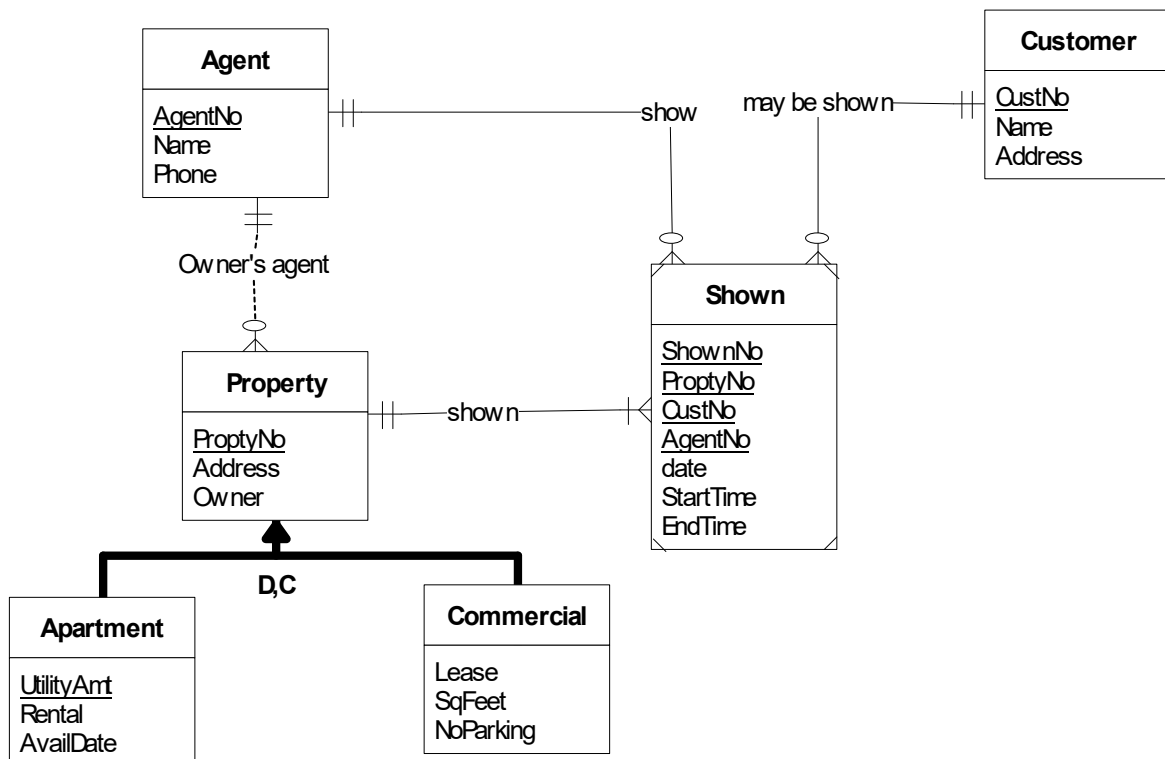 Agent
AgentNo
Name
Phone
Customer
CustNo
Name
Address
show
may be shown
Owner's agent
Property
ProptyNo
Address
Owner
shown
Shown
ShownNo
ProptyNo
CustNo
AgentNo
date
StartTime
EndTime
D,C
Apartment
UtilityAmt
Rental
AvailDate
Commercial
Lease
SqFeet
NoParking